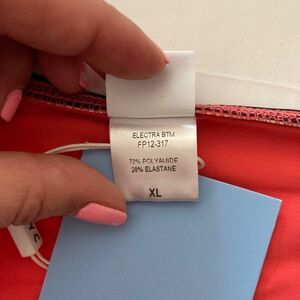 ELECTRA BTM
FP12-317
72% POLYAMIDE
28% ELASTANE
XL